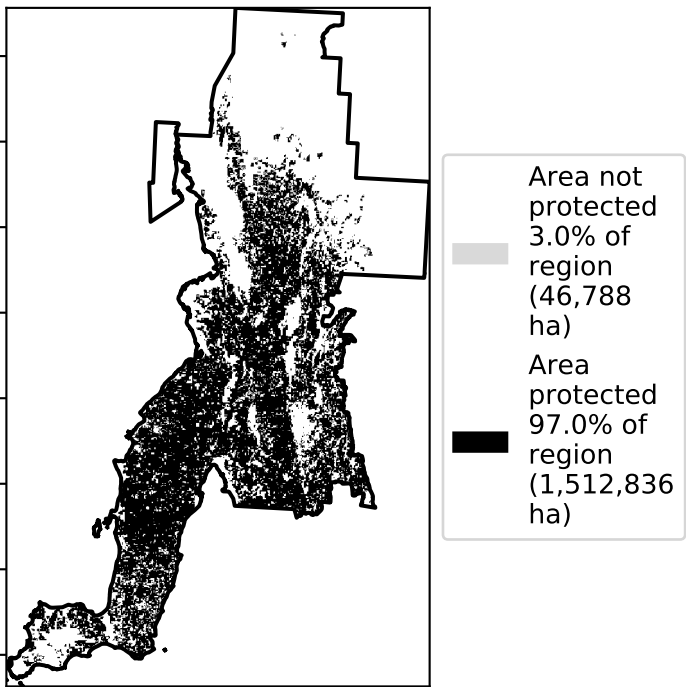 Area not
protected
3.0% of
region
(46,788
ha)
Area
protected
97.0% of
region
(1,512,836
ha)